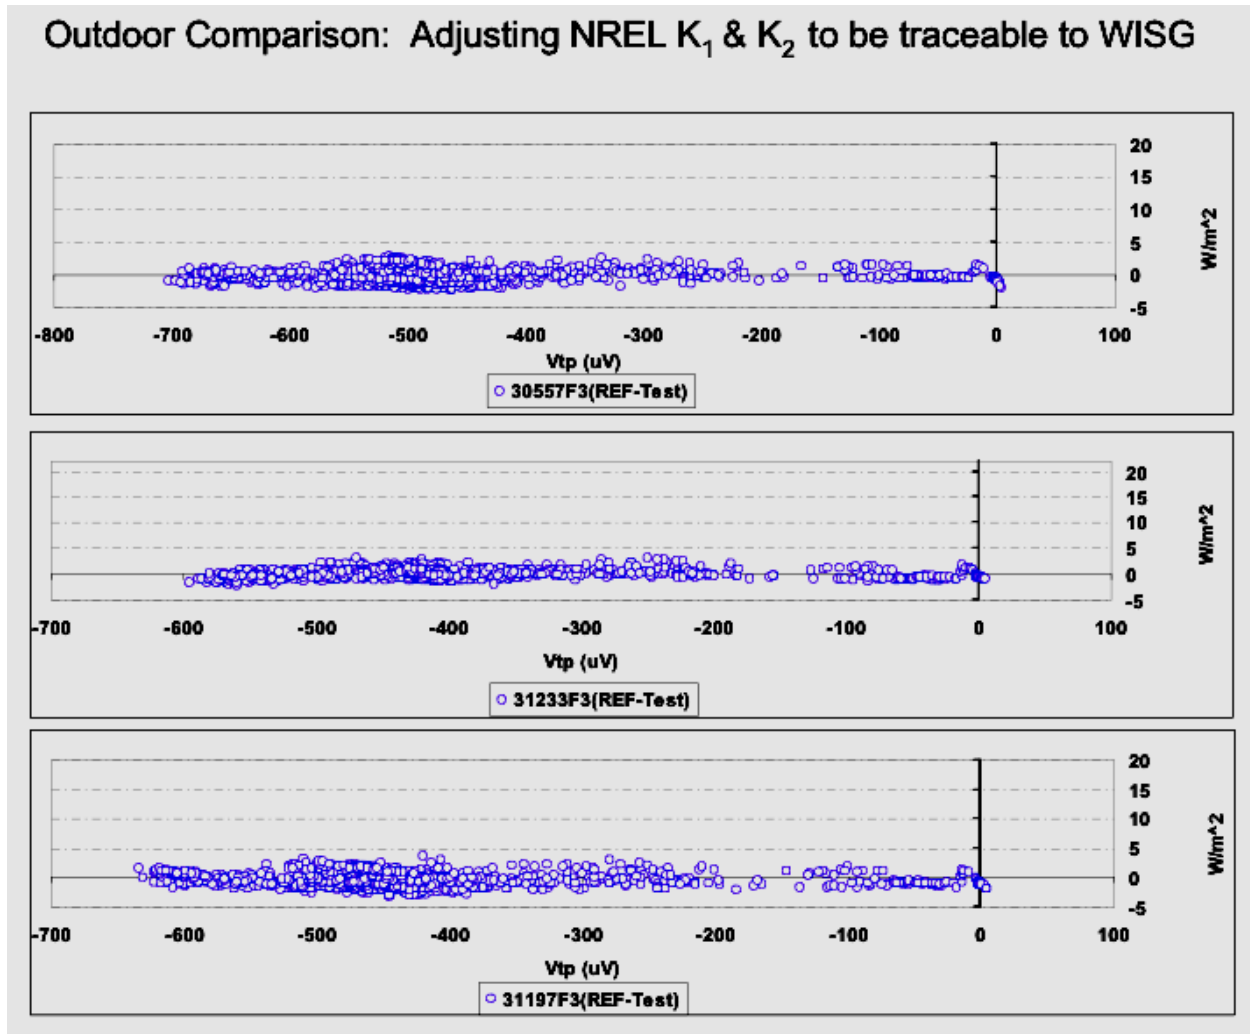 Outdoor Comparison: Adjusting NREL K₁ & K₂ to be traceable to WISG
20
15
10
5
0
-5
W/m^2
-800 -700 -600 -500 -400 -300 -200 -100 0 100
Vtp (uV)
30557F3(REF-Test)
20
15
10
5
0
-5
W/m^2
-700 -600 -500 -400 -300 -200 -100 0 100
Vtp (uV)
31233F3(REF-Test)
20
15
10
5
0
-5
W/m^2
-700 -600 -500 -400 -300 -200 -100 0 100
Vtp (uV)
31197F3(REF-Test)